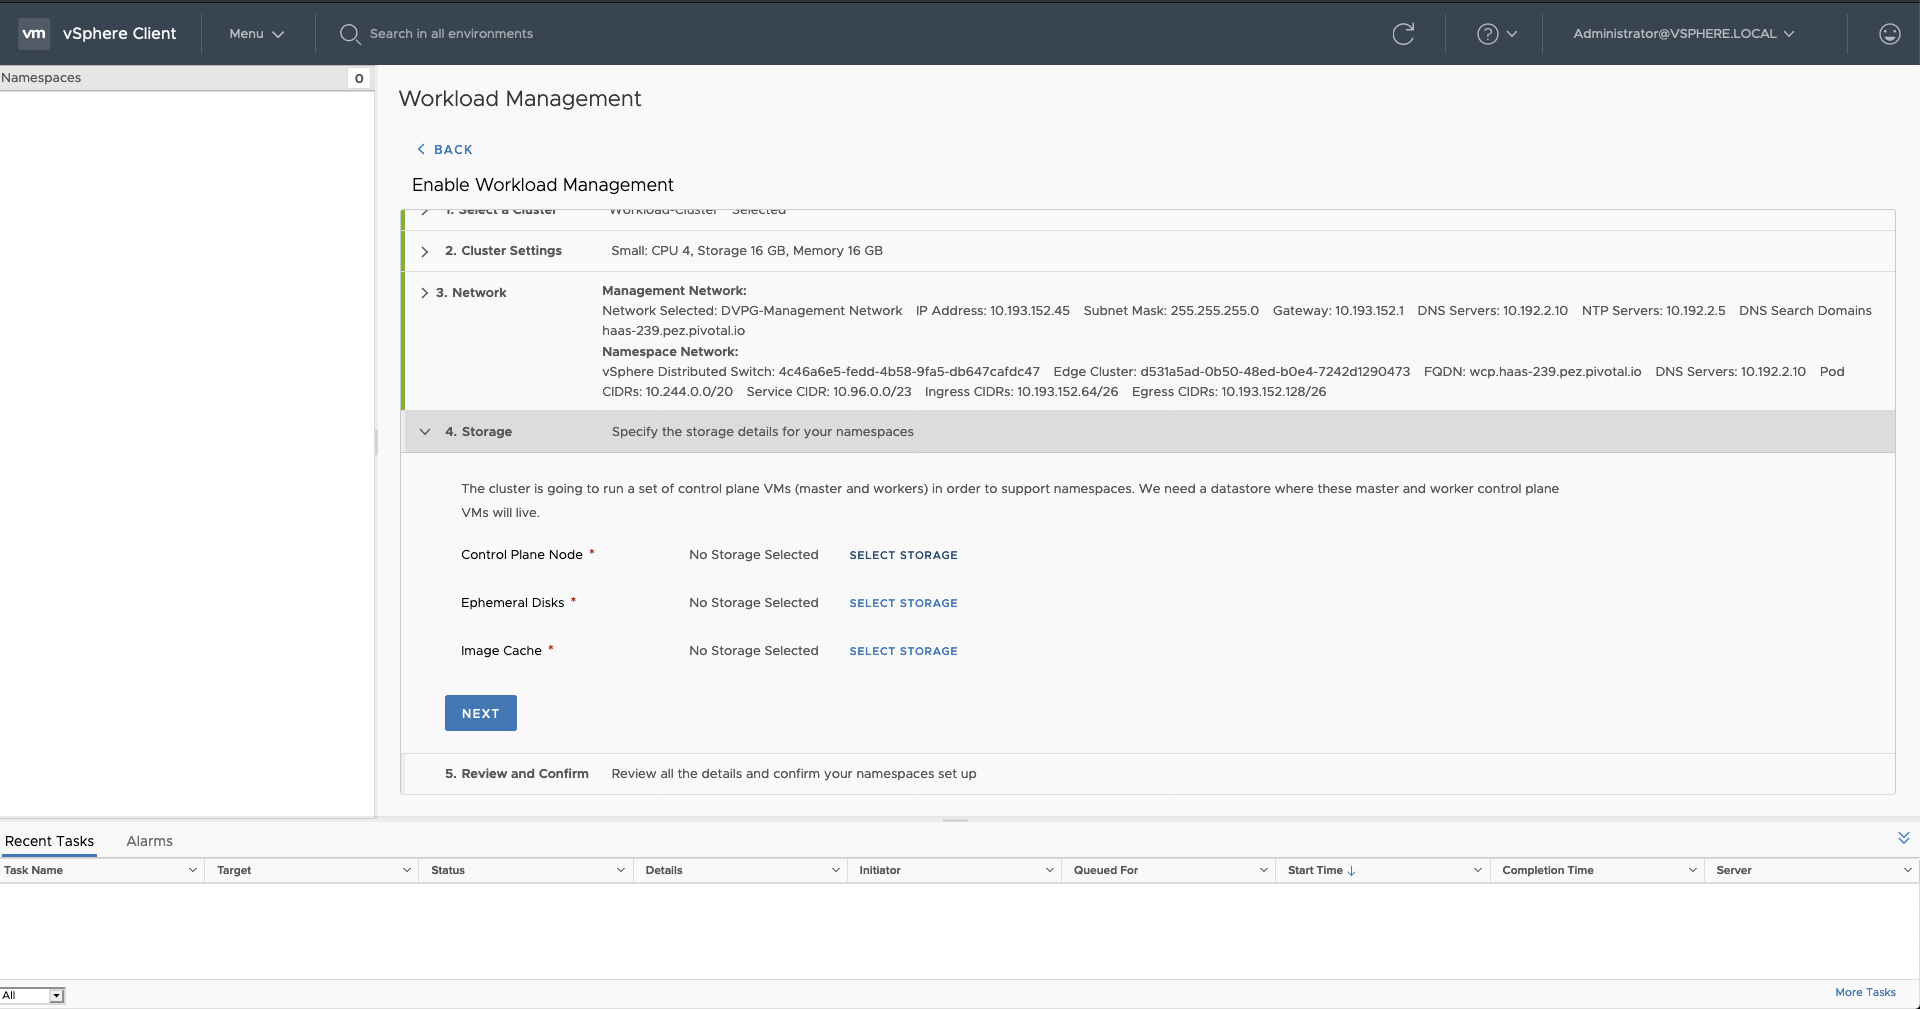 vm vSphere Client Menu Search in all environments Administrator@VSPHERE.LOCAL
Namespaces 0
Workload Management
BACK
Enable Workload Management
1. Select a Cluster Workload-Cluster Selected
2. Cluster Settings Small: CPU 4, Storage 16 GB, Memory 16 GB
3. Network Management Network:
Network Selected: DVPG-Management Network IP Address: 10.193.152.45 Subnet Mask: 255.255.255.0 Gateway: 10.193.152.1 DNS Servers: 10.192.2.10 NTP Servers: 10.192.2.5 DNS Search Domains
haas-239.pez.pivotal.io
Namespace Network:
vSphere Distributed Switch: 4c46a6e5-fedd-4b58-9fa5-db647cafdc47 Edge Cluster: d531a5ad-0b50-48ed-b0e4-7242d1290473 FQDN: wcp.haas-239.pez.pivotal.io DNS Servers: 10.192.2.10 Pod
CIDRs: 10.244.0.0/20 Service CIDR: 10.96.0.0/23 Ingress CIDRs: 10.193.152.64/26 Egress CIDRs: 10.193.152.128/26
4. Storage Specify the storage details for your namespaces
The cluster is going to run a set of control plane VMs (master and workers) in order to support namespaces. We need a datastore where these master and worker control plane
VMs will live.
Control Plane Node * No Storage Selected SELECT STORAGE
Ephemeral Disks * No Storage Selected SELECT STORAGE
Image Cache * No Storage Selected SELECT STORAGE
NEXT
5. Review and Confirm Review all the details and confirm your namespaces set up
Recent Tasks Alarms
Task Name Target Status Details Initiator Queued For Start Time Completion Time Server
All More Tasks